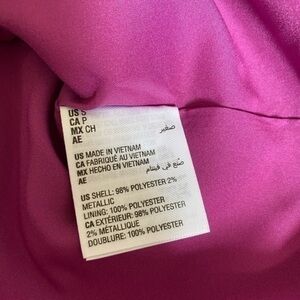 US S
CA P
MX CH
AE صغير
US MADE IN VIETNAM
CA FABRIQUÉ AU VIETNAM
MX HECHO EN VIETNAM
AE صنع في فيتنام
US SHELL: 98% POLYESTER 2%
METALLIC
LINING: 100% POLYESTER
CA EXTÉRIEUR: 98% POLYESTER
2% MÉTALLIQUE
DOUBLURE: 100% POLYESTER